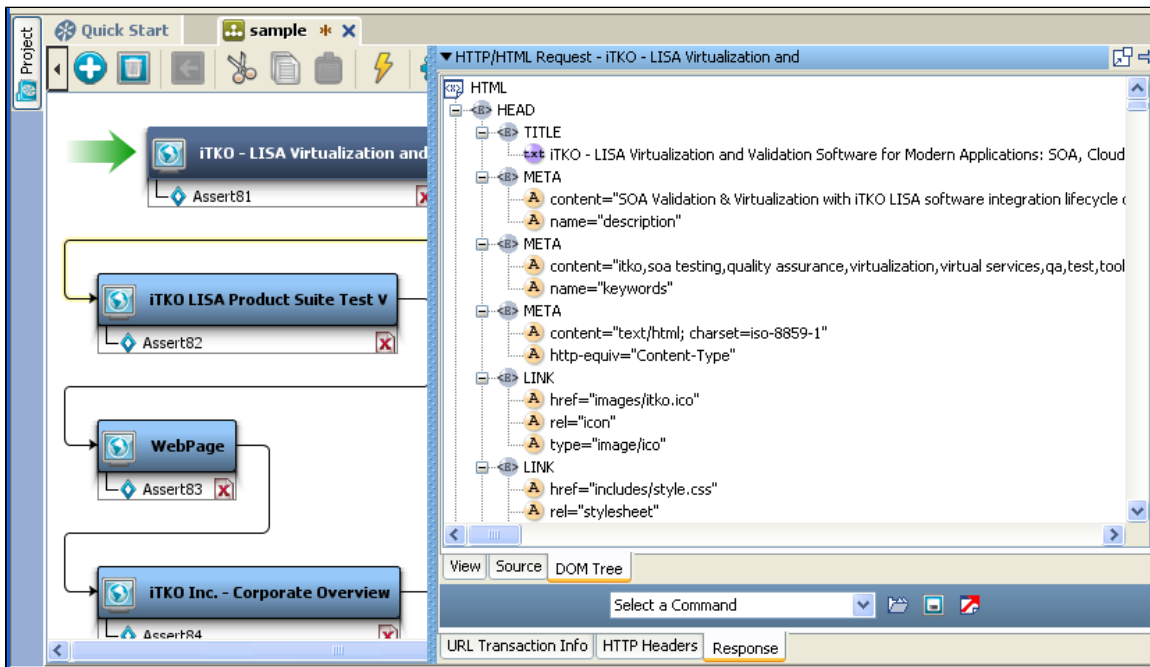 Project
Quick Start
sample
iTKO - LISA Virtualization and
Assert81
iTKO LISA Product Suite Test V
Assert82
WebPage
Assert83
iTKO Inc. - Corporate Overview
Assert84
HTTP/HTML Request - iTKO - LISA Virtualization and
HTML
<E> HEAD
<E> TITLE
txt iTKO - LISA Virtualization and Validation Software for Modern Applications: SOA, Cloud
<E> META
A content="SOA Validation & Virtualization with iTKO LISA software integration lifecycle
A name="description"
<E> META
A content="itko,soa testing,quality assurance,virtualization,virtual services,qa,test,tool
A name="keywords"
<E> META
A content="text/html; charset=iso-8859-1"
A http-equiv="Content-Type"
<E> LINK
A href="images/itko.ico"
A rel="icon"
A type="image/ico"
<E> LINK
A href="includes/style.css"
A rel="stylesheet"
View Source DOM Tree
Select a Command
URL Transaction Info HTTP Headers Response